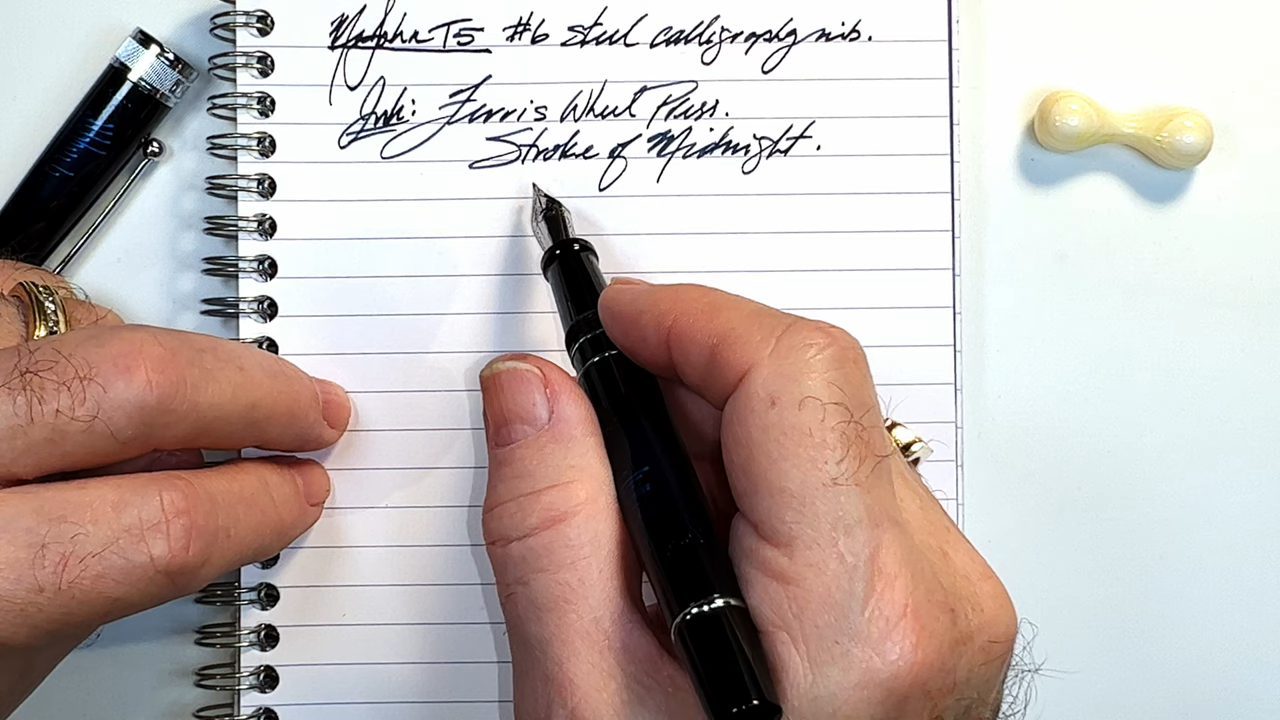 Majohn T5 #6 steel calligraphy nib.
Ink: Ferris Wheel Press.
Stroke of Midnight.